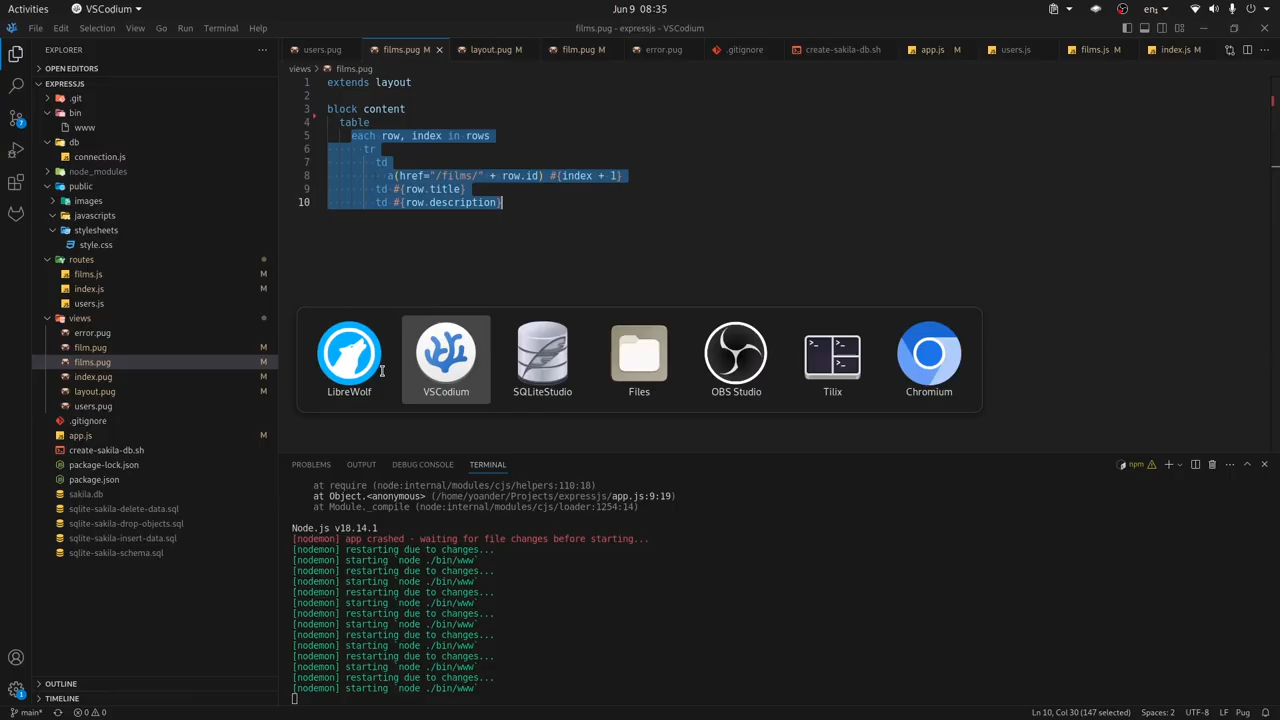 Activities
VSCodium
Jun 9 08:35
en1
File Edit Selection View Go Run Terminal Help
films.pug - expressjs - VSCodium
EXPLORER
users.pug
films.pug M
layout.pug M
film.pug M
error.pug
.gitignore
create-sakila-db.sh
app.js M
users.js
films.js M
index.js M
OPEN EDITORS
EXPRESSJS
.git
bin
www
db
connection.js
node_modules
public
images
javascripts
stylesheets
style.css
routes
films.js M
index.js M
users.js
views
error.pug
film.pug M
films.pug M
index.pug M
layout.pug M
users.pug
.gitignore
app.js M
create-sakila-db.sh
package-lock.json
package.json
sakila.db
sqlite-sakila-delete-data.sql
sqlite-sakila-drop-objects.sql
sqlite-sakila-insert-data.sql
sqlite-sakila-schema.sql
OUTLINE
TIMELINE
views > films.pug
1 extends layout
2
3 block content
4 table
5 each row, index in rows
6 tr
7 td
8 a(href="/films/" + row.id) #{index + 1}
9 td #{row.title}
10 td #{row.description}
LibreWolf
VSCodium
SQLiteStudio
Files
OBS Studio
Tilix
Chromium
PROBLEMS OUTPUT DEBUG CONSOLE TERMINAL
npm
at require (node:internal/modules/cjs/helpers:110:18)
at Object.<anonymous> (/home/yoander/Projects/expressjs/app.js:9:19)
at Module._compile (node:internal/modules/cjs/loader:1254:14)
Node.js v18.14.1
[nodemon] app crashed - waiting for file changes before starting...
[nodemon] restarting due to changes...
[nodemon] starting `node ./bin/www`
[nodemon] restarting due to changes...
[nodemon] starting `node ./bin/www`
[nodemon] restarting due to changes...
[nodemon] starting `node ./bin/www`
[nodemon] restarting due to changes...
[nodemon] starting `node ./bin/www`
[nodemon] restarting due to changes...
[nodemon] starting `node ./bin/www`
[nodemon] restarting due to changes...
[nodemon] starting `node ./bin/www`
[nodemon] restarting due to changes...
[nodemon] starting `node ./bin/www`
1
main*
0 0
Ln 10, Col 30 (147 selected)
Spaces: 2
UTF-8
LF
Pug